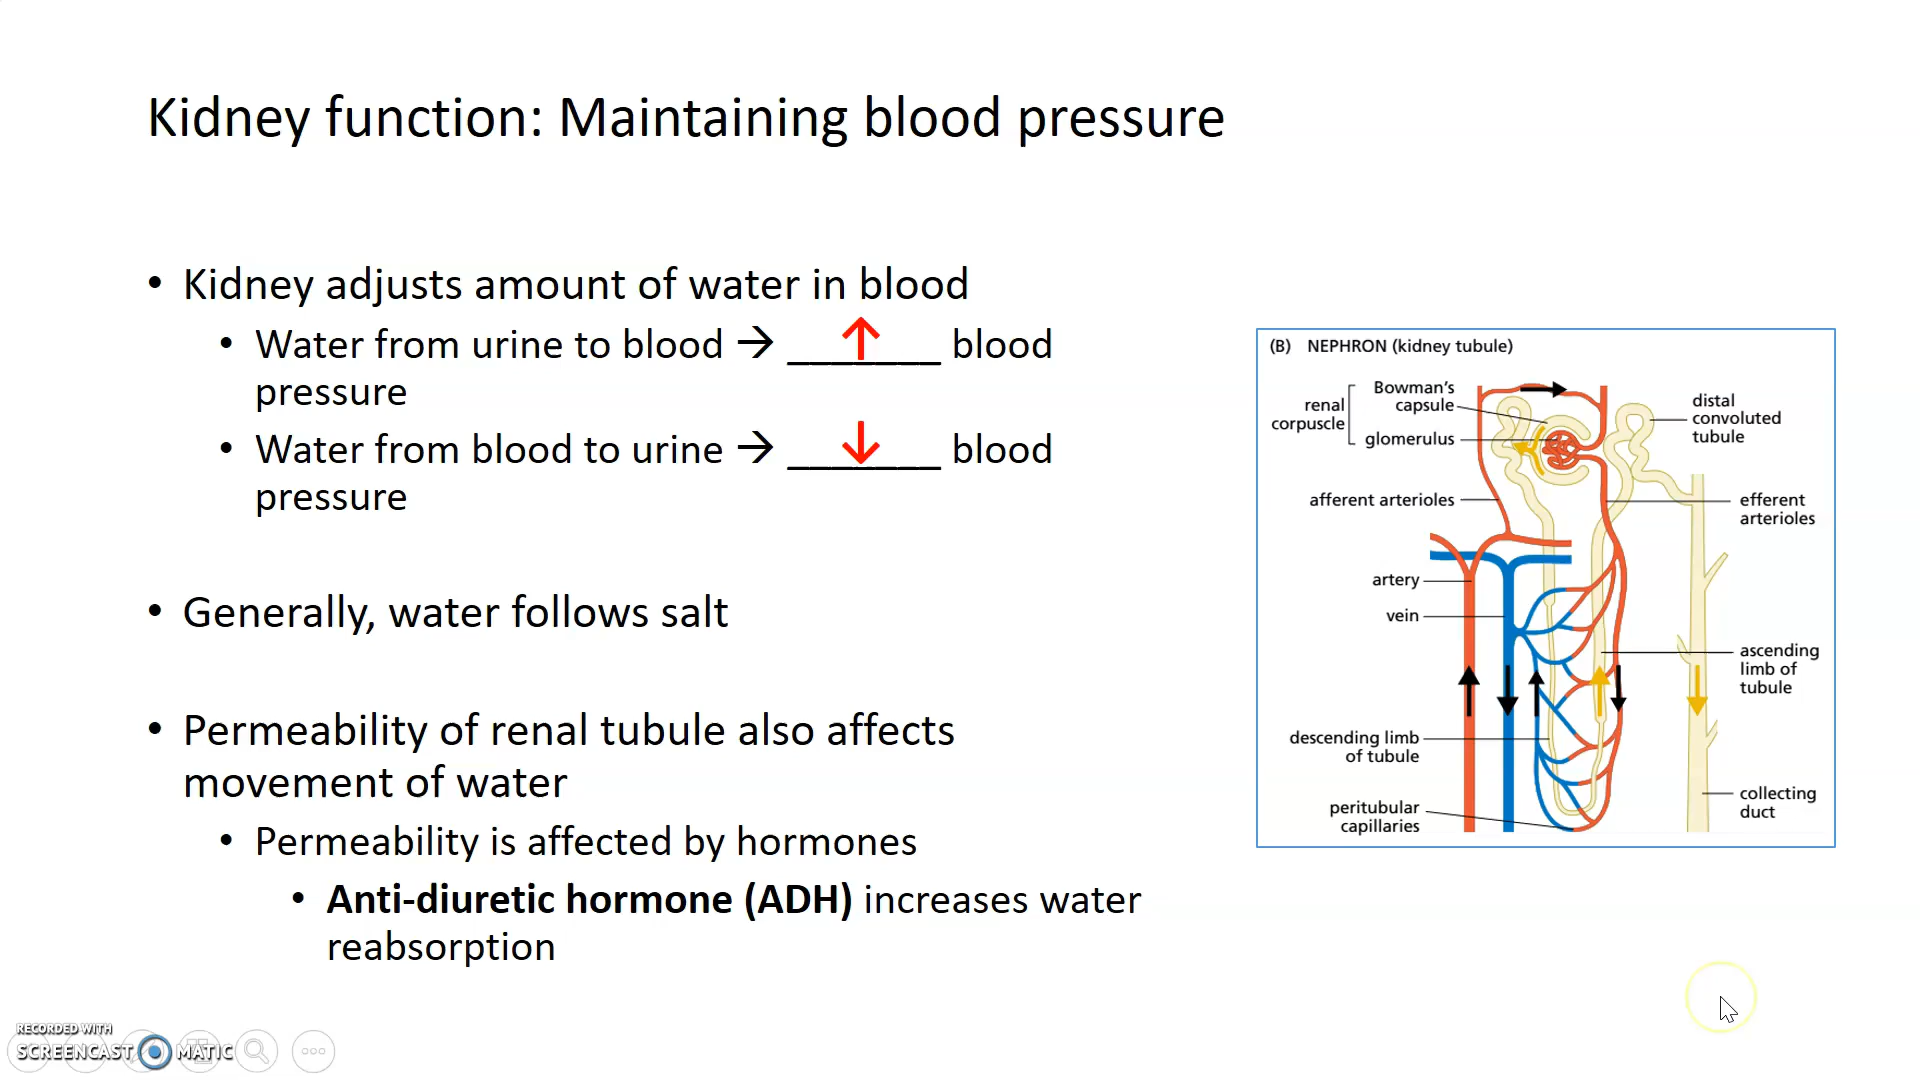 Kidney function: Maintaining blood pressure
• Kidney adjusts amount of water in blood
• Water from urine to blood → _______ blood
↑
pressure
• Water from blood to urine → _______ blood
↓
pressure
• Generally, water follows salt
• Permeability of renal tubule also affects
movement of water
• Permeability is affected by hormones
• Anti-diuretic hormone (ADH) increases water
reabsorption
(B) NEPHRON (kidney tubule)
renal
corpuscle
Bowman's
capsule
glomerulus
distal
convoluted
tubule
afferent arterioles
efferent
arterioles
artery
vein
ascending
limb of
tubule
descending limb
of tubule
peritubular
capillaries
collecting
duct
RECORDED WITH
SCREENCAST MATIC